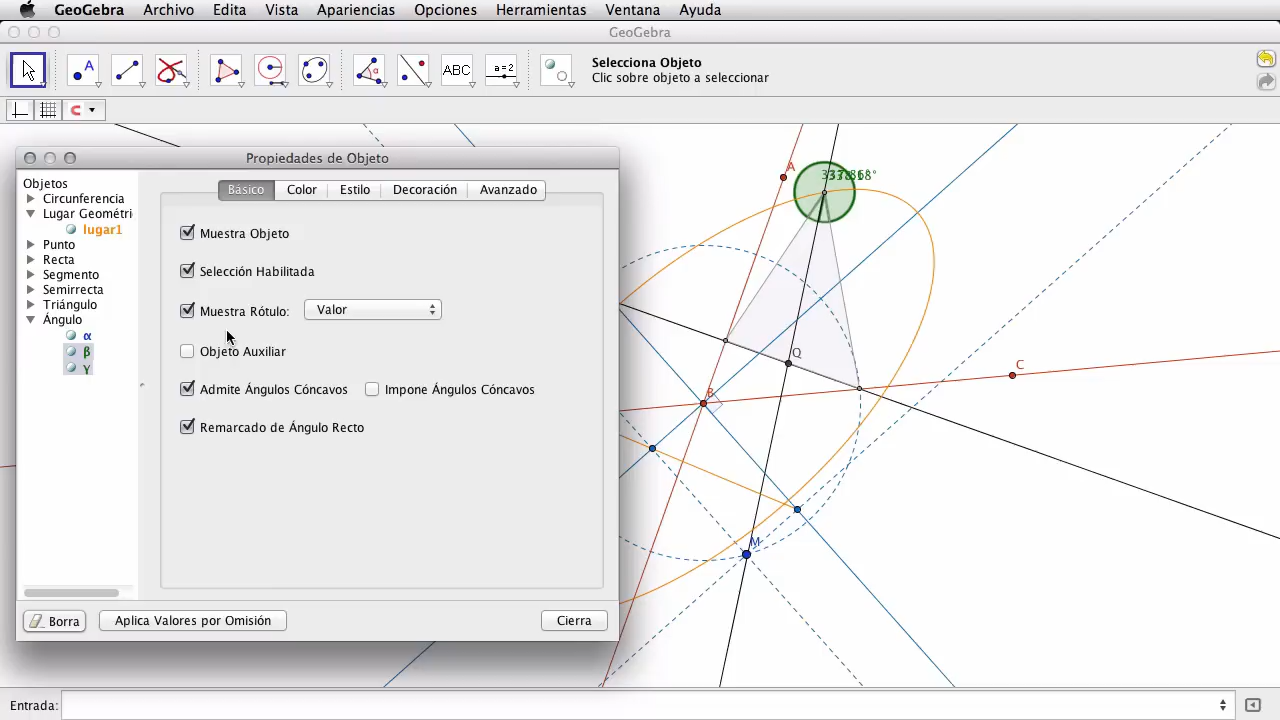 GeoGebra Archivo Edita Vista Apariencias Opciones Herramientas Ventana Ayuda
GeoGebra
A α ABC a=2
Selecciona Objeto
Clic sobre objeto a seleccionar
Propiedades de Objeto
Objetos
Circunferencia
Lugar Geométri
lugar1
Punto
Recta
Segmento
Semirrecta
Triángulo
Ángulo
α
β
γ
Básico Color Estilo Decoración Avanzado
Muestra Objeto
Selección Habilitada
Muestra Rótulo: Valor
Objeto Auxiliar
Admite Ángulos Cóncavos Impone Ángulos Cóncavos
Remarcado de Ángulo Recto
Borra Aplica Valores por Omisión Cierra
A
Q
C
B
M
Entrada: